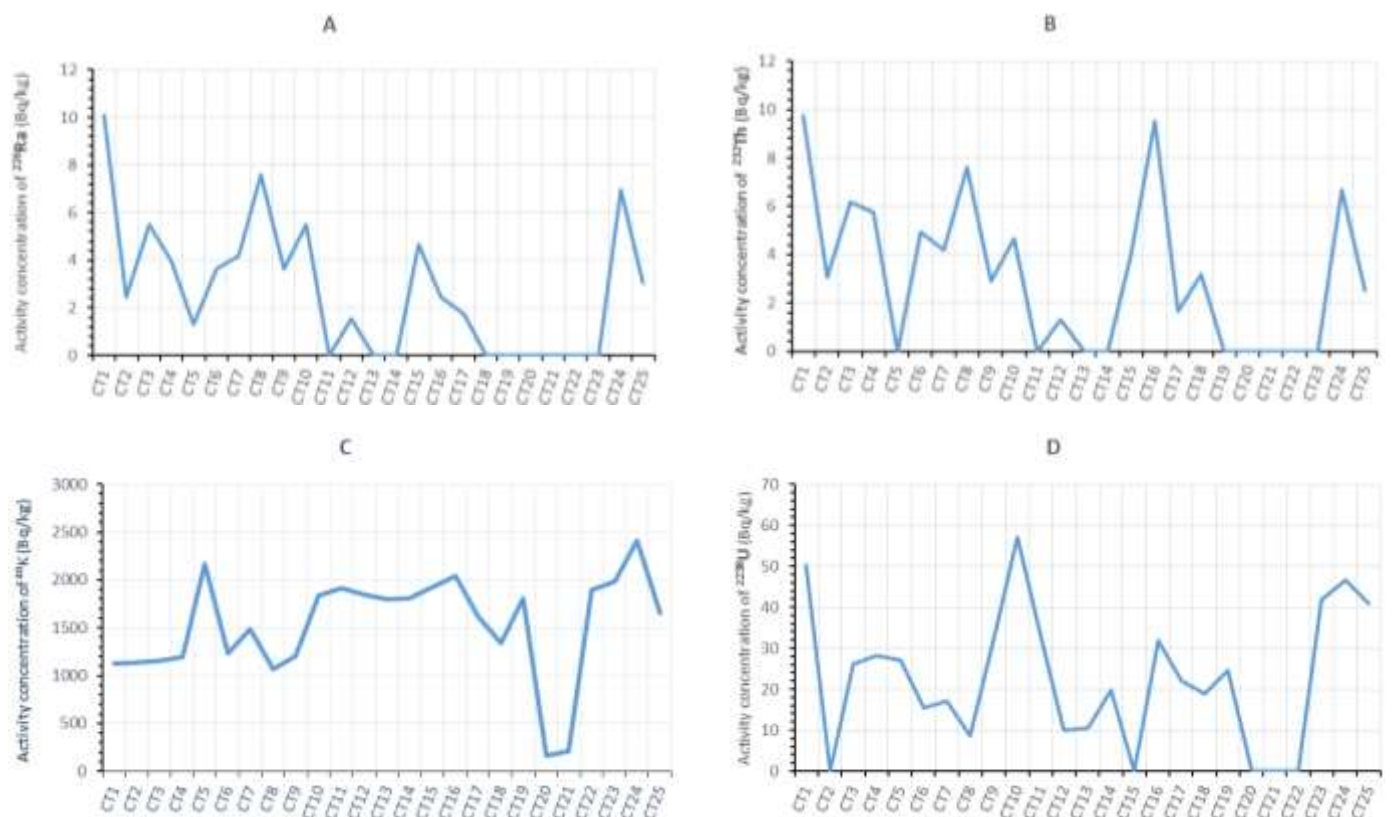 A
Activity concentration of ²²⁶Ra (Bq/kg)
12
10
8
6
4
2
0
CT1 CT2 CT3 CT4 CT5 CT6 CT7 CT8 CT9 CT10 CT11 CT12 CT13 CT14 CT15 CT16 CT17 CT18 CT19 CT20 CT21 CT22 CT23 CT24 CT25
B
Activity concentration of ²³²Th (Bq/kg)
12
10
8
6
4
2
0
CT1 CT2 CT3 CT4 CT5 CT6 CT7 CT8 CT9 CT10 CT11 CT12 CT13 CT14 CT15 CT16 CT17 CT18 CT19 CT20 CT21 CT22 CT23 CT24 CT25
C
Activity concentration of ⁴⁰K (Bq/kg)
3000
2500
2000
1500
1000
500
0
CT1 CT2 CT3 CT4 CT5 CT6 CT7 CT8 CT9 CT10 CT11 CT12 CT13 CT14 CT15 CT16 CT17 CT18 CT19 CT20 CT21 CT22 CT23 CT24 CT25
D
Activity concentration of ²²³⁸U (Bq/kg)
70
60
50
40
30
20
10
0
CT1 CT2 CT3 CT4 CT5 CT6 CT7 CT8 CT9 CT10 CT11 CT12 CT13 CT14 CT15 CT16 CT17 CT18 CT19 CT20 CT21 CT22 CT23 CT24 CT25